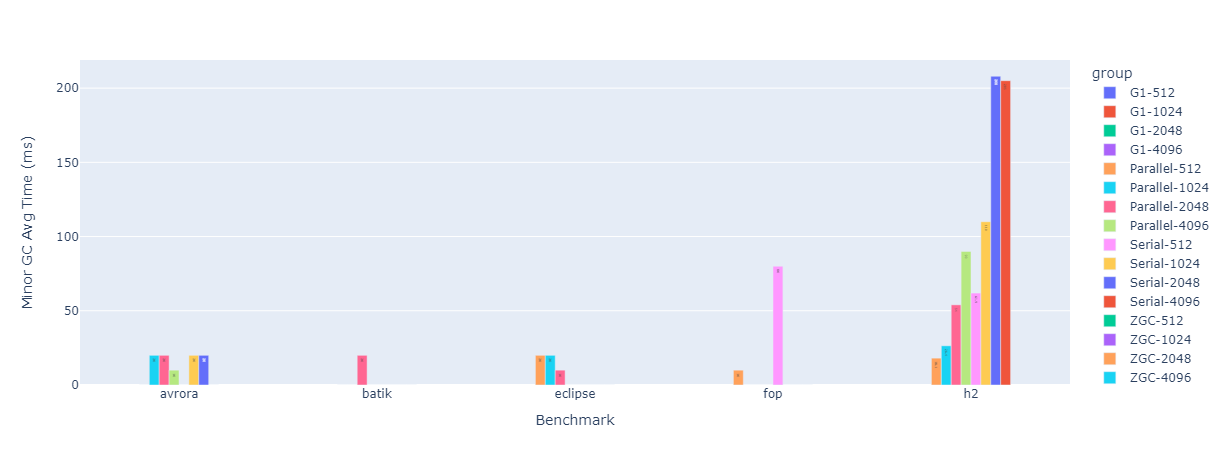 group
G1-512
G1-1024
G1-2048
G1-4096
Parallel-512
Parallel-1024
Parallel-2048
Parallel-4096
Serial-512
Serial-1024
Serial-2048
Serial-4096
ZGC-512
ZGC-1024
ZGC-2048
ZGC-4096
Minor GC Avg Time (ms)
200
150
100
50
0
avrora batik eclipse fop h2
Benchmark